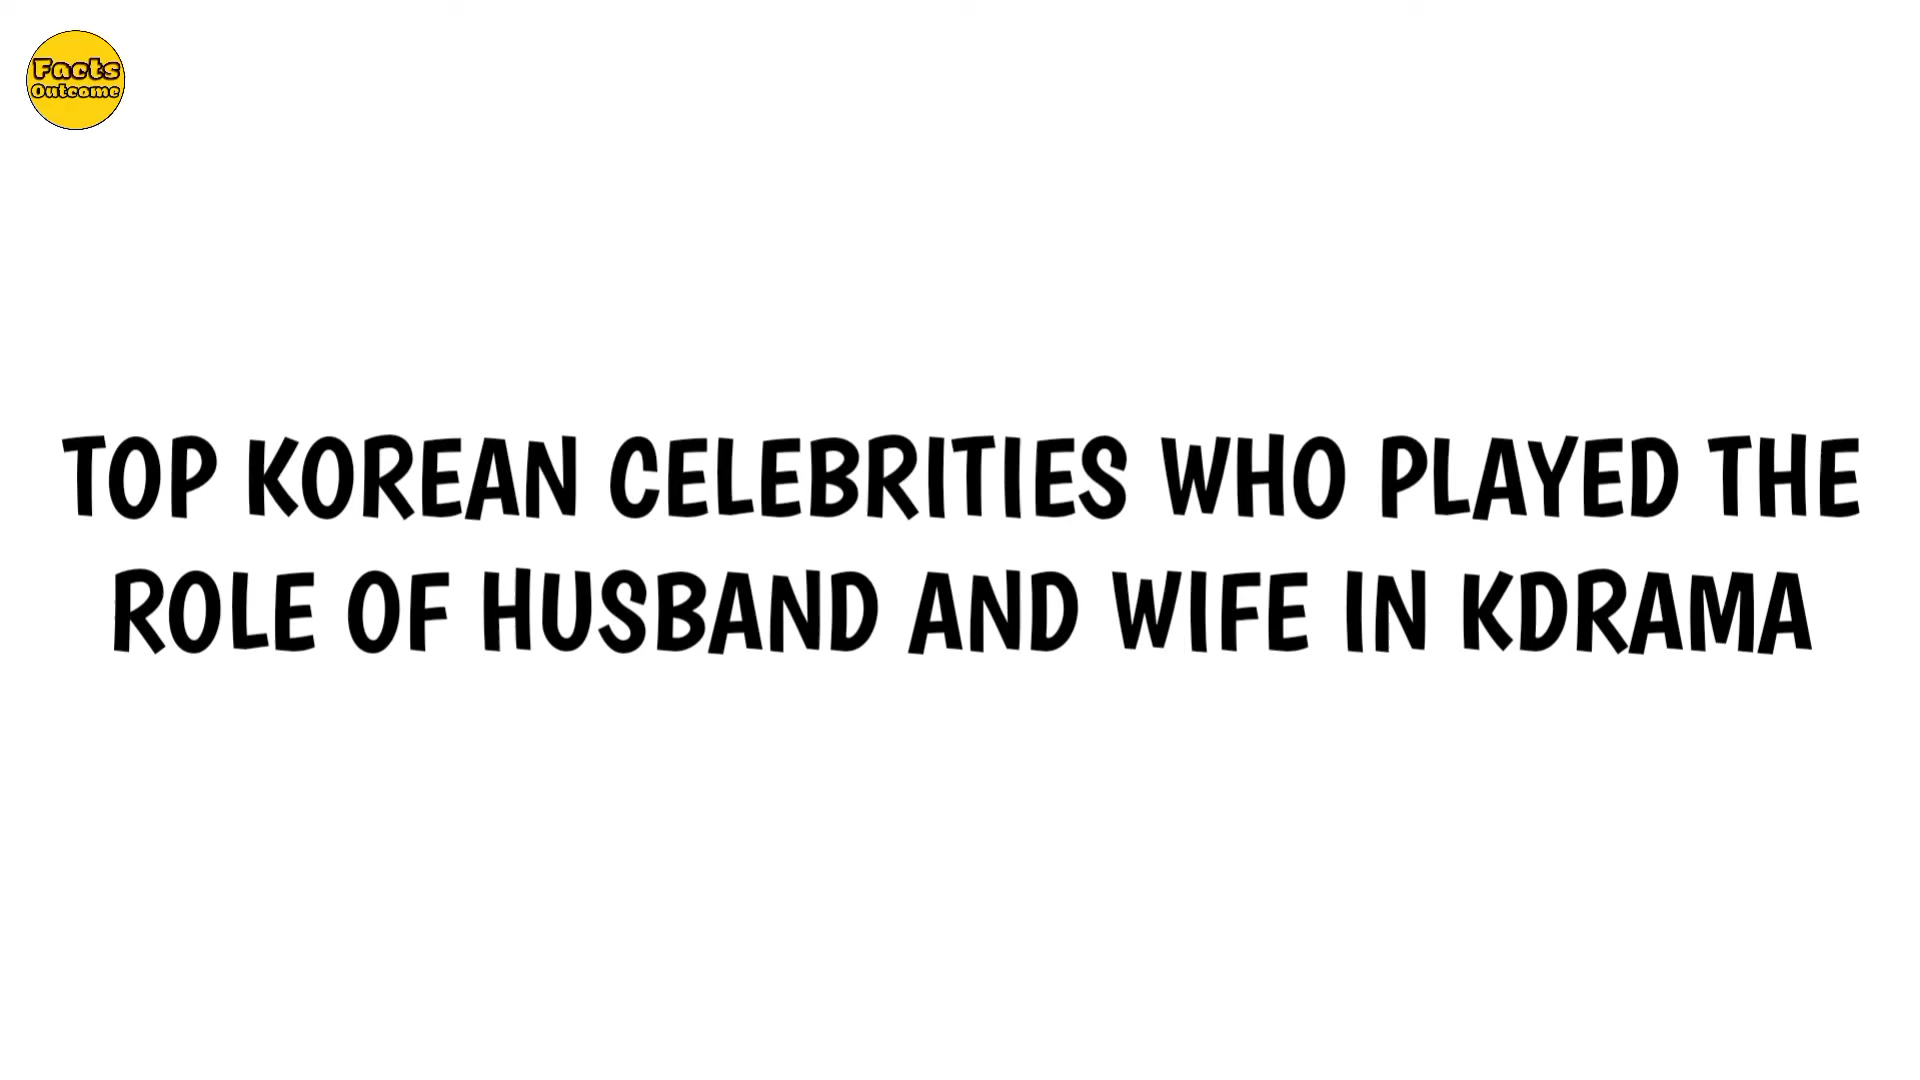 Facts
Outcome
TOP KOREAN CELEBRITIES WHO PLAYED THE
ROLE OF HUSBAND AND WIFE IN KDRAMA